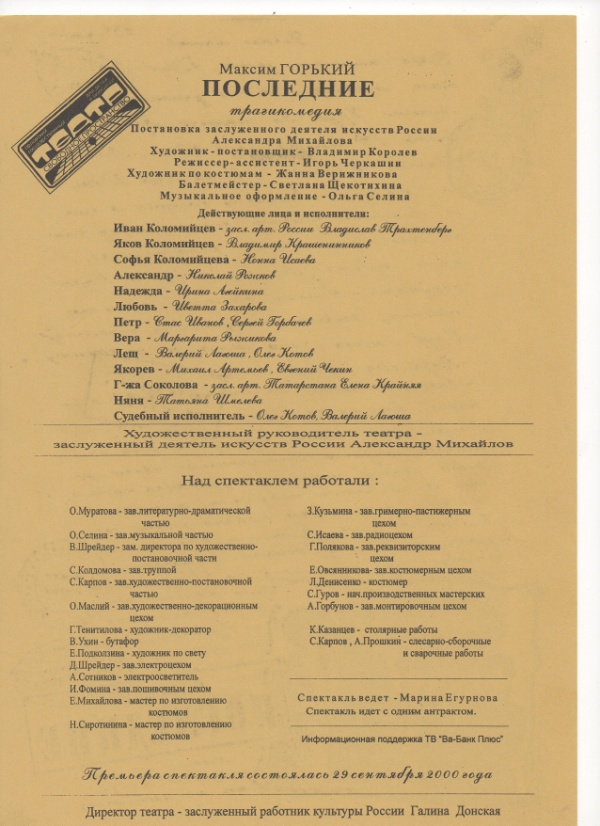 ТЕАТР
СВОБОДНОЕ ПРОСТРАНСТВО
Максим ГОРЬКИЙ
ПОСЛЕДНИЕ
трагикомедия
Постановка заслуженного деятеля искусств России
Александра Михайлова
Художник - постановщик - Владимир Королев
Режиссер - ассистент - Игорь Черкашин
Художник по костюмам - Жанна Верижникова
Балетмейстер - Светлана Щекотихина
Музыкальное оформление - Ольга Селина
Действующие лица и исполнители:
Иван Коломийцев - засл. арт. России Владислав Трахтенберг
Яков Коломийцев - Владимир Крашенинников
Софья Коломийцева - Нонна Исаева
Александр - Николай Рожков
Надежда - Ирина Агейкина
Любовь - Иветта Захарова
Петр - Стас Иванов , Сергей Горбачев
Вера - Маргарита Рыжикова
Лещ - Валерий Лагоша , Олег Котов
Якорев - Михаил Артемьев , Евгений Чекин
Г-жа Соколова - засл. арт. Татарстана Елена Крайняя
Няня - Татьяна Шмелева
Судебный исполнитель - Олег Котов, Валерий Лагоша
Художественный руководитель театра -
заслуженный деятель искусств России Александр Михайлов
Над спектаклем работали :
О.Муратова - зав.литературно-драматической
частью
О.Селина - зав.музыкальной частью
В.Шрейдер - зам. директора по художественно-
постановочной части
С.Колдомова - зав.труппой
С.Карпов - зав.художественно-постановочной
частью
О.Маслий - зав.художественно-декорационным
цехом
Г.Тенитилова - художник-декоратор
В.Ухин - бутафор
Е.Подколзина - художник по свету
Д.Шрейдер - зав.электроцехом
А.Сотников - электроосветитель
И.Фомина - зав.пошивочным цехом
Е.Михайлова - мастер по изготовлению
костюмов
Н.Сиротинина - мастер по изготовлению
костюмов
З.Кузьмина - зав.гримерно-пастижерным
цехом
С.Исаева - зав.радиоцехом
Г.Полякова - зав.реквизиторским
цехом
Е.Овсянникова- зав.костюмерным цехом
Л.Денисенко - костюмер
С.Гуров - нач.производственных мастерских
А.Горбунов - зав.монтировочным цехом
К.Казанцев - столярные работы
С.Карпов , А.Прошкин - слесарно-сборочные
и сварочные работы
Спектакль ведет - Марина Егурнова
Спектакль идет с одним антрактом.
Информационная поддержка ТВ "Ва-Банк Плюс"
Премьера спектакля состоялась 29 сентября 2000 года
Директор театра - заслуженный работник культуры России Галина Донская